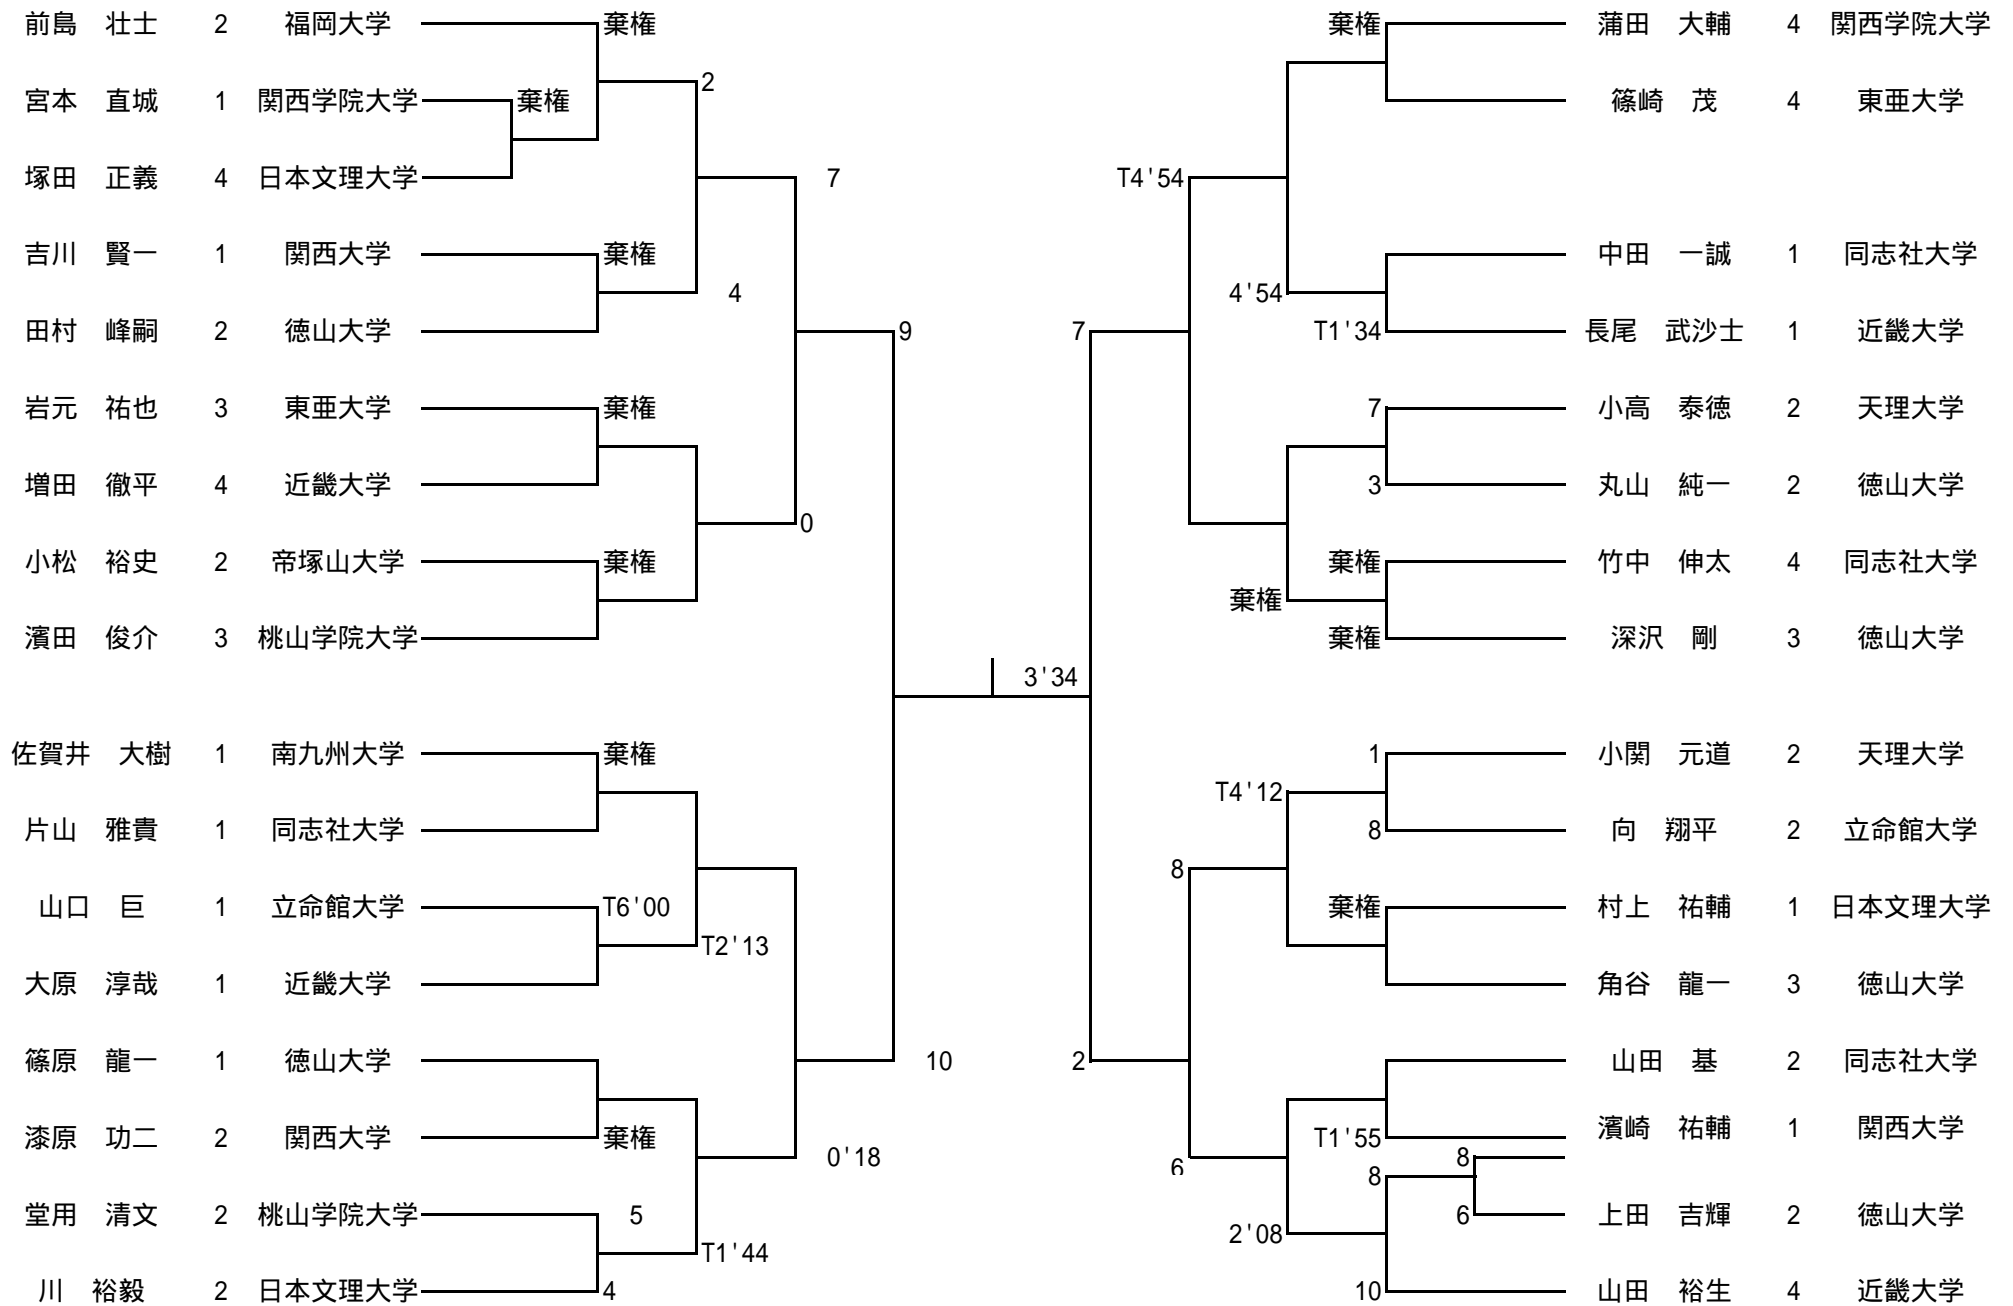 前島　壮士 2 福岡大学 棄権
2
宮本　直城 1 関西学院大学 棄権
塚田　正義 4 日本文理大学
7
吉川　賢一 1 関西大学 棄権
4
田村　峰嗣 2 徳山大学
9
岩元　祐也 3 東亜大学 棄権
増田　徹平 4 近畿大学
0
小松　裕史 2 帝塚山大学 棄権
濱田　俊介 3 桃山学院大学
佐賀井　大樹 1 南九州大学 棄権
片山　雅貴 1 同志社大学
山口　巨 1 立命館大学 T6'00
T2'13
大原　淳哉 1 近畿大学
篠原　龍一 1 徳山大学
10
漆原　功二 2 関西大学 棄権
0'18
堂用　清文 2 桃山学院大学 5
T1'44
川　裕毅 2 日本文理大学 4
3'34
棄権 蒲田　大輔 4 関西学院大学
篠崎　茂 4 東亜大学
T4'54
中田　一誠 1 同志社大学
4'54
T1'34 長尾　武沙士 1 近畿大学
7
7 小高　泰徳 2 天理大学
3 丸山　純一 2 徳山大学
棄権 竹中　伸太 4 同志社大学
棄権
棄権 深沢　剛 3 徳山大学
1 小関　元道 2 天理大学
T4'12
8 向　翔平 2 立命館大学
8
棄権 村上　祐輔 1 日本文理大学
角谷　龍一 3 徳山大学
2
山田　基 2 同志社大学
T1'55 濱崎　祐輔 1 関西大学
6
8
8
6 上田　吉輝 2 徳山大学
2'08
10 山田　裕生 4 近畿大学